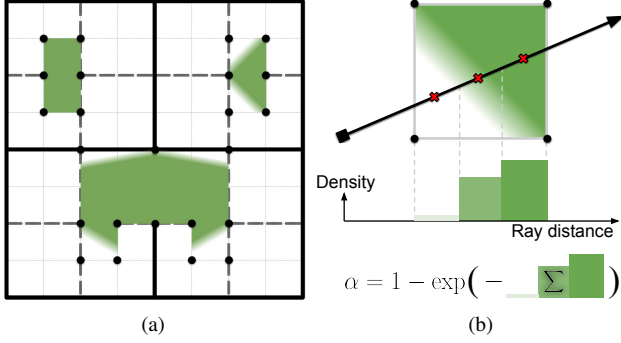 Density
Ray distance
α = 1 − exp(− Σ )
(a)
(b)